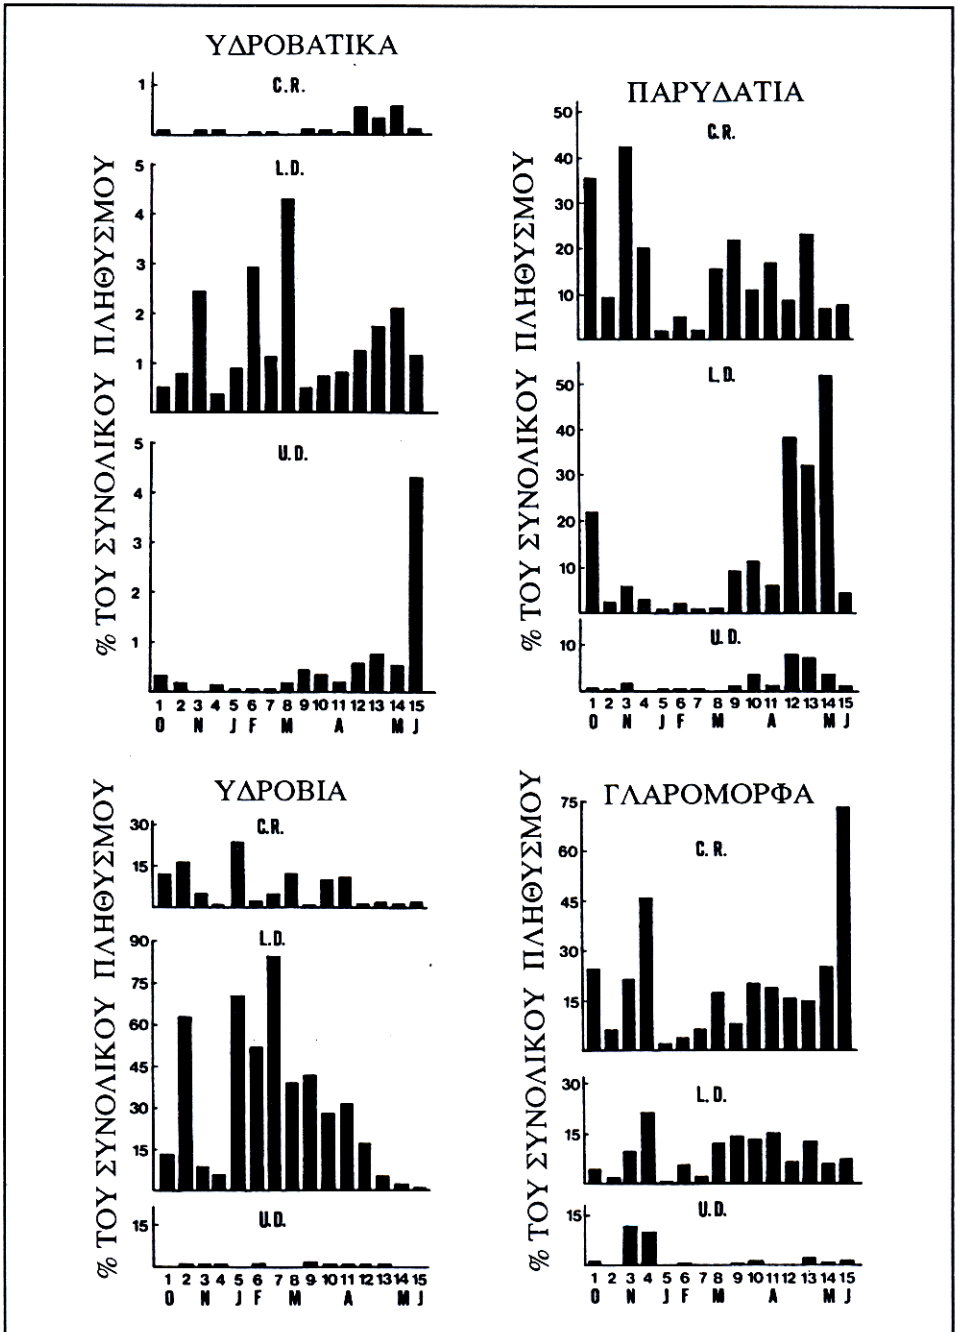 ΥΔΡΟΒΑΤΙΚΑ
% ΤΟΥ ΣΥΝΟΛΙΚΟΥ ΠΛΗΘΥΣΜΟΥ
C.R.
1
L.D.
5
4
3
2
1
U.D.
5
4
3
2
1
1 2 3 4 5 6 7 8 9 10 11 12 13 14 15
O N J F M A M J
ΠΑΡΥΔΑΤΙΑ
% ΤΟΥ ΣΥΝΟΛΙΚΟΥ ΠΛΗΘΥΣΜΟΥ
C.R.
50
40
30
20
10
L.D.
50
40
30
20
10
U.D.
10
1 2 3 4 5 6 7 8 9 10 11 12 13 14 15
O N J F M A M J
ΥΔΡΟΒΙΑ
% ΤΟΥ ΣΥΝΟΛΙΚΟΥ ΠΛΗΘΥΣΜΟΥ
C.R.
30
15
L.D.
90
75
60
45
30
15
U.D.
15
1 2 3 4 5 6 7 8 9 10 11 12 13 14 15
O N J F M A M J
ΓΛΑΡΟΜΟΡΦΑ
% ΤΟΥ ΣΥΝΟΛΙΚΟΥ ΠΛΗΘΥΣΜΟΥ
C.R.
75
60
45
30
15
L.D.
30
15
U.D.
15
1 2 3 4 5 6 7 8 9 10 11 12 13 14 15
O N J F M A M J